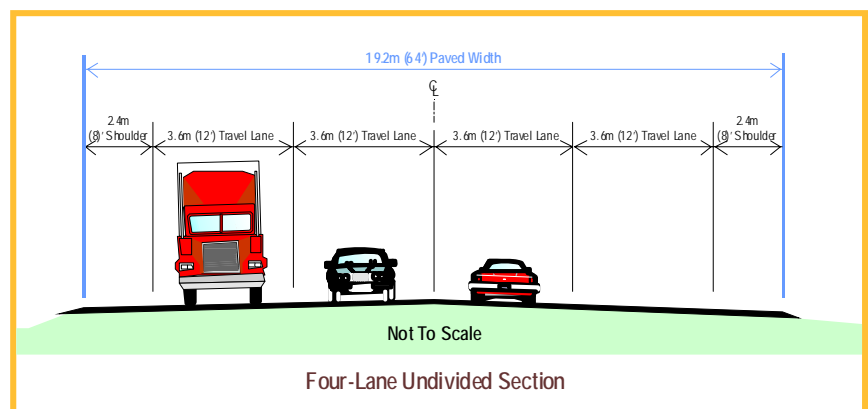 19.2m (64') Paved Width
℄
2.4m
(8)' Shoulder
3.6m (12') Travel Lane
3.6m (12') Travel Lane
3.6m (12') Travel Lane
3.6m (12') Travel Lane
2.4m
(8') Shoulder
Not To Scale
Four-Lane Undivided Section